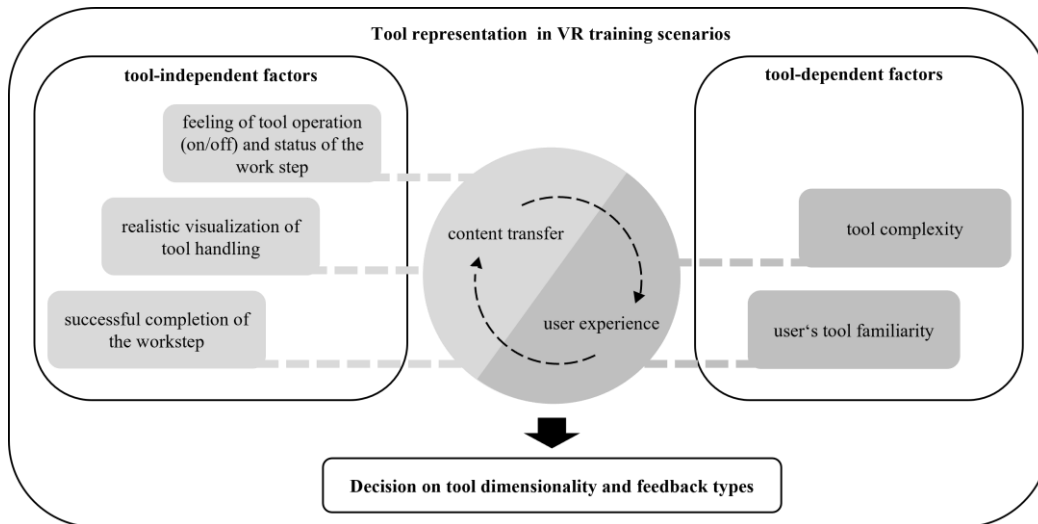 Tool representation in VR training scenarios
tool-independent factors
feeling of tool operation
(on/off) and status of the
work step
realistic visualization of
tool handling
successful completion of
the workstep
content transfer
user experience
tool-dependent factors
tool complexity
user‘s tool familiarity
Decision on tool dimensionality and feedback types